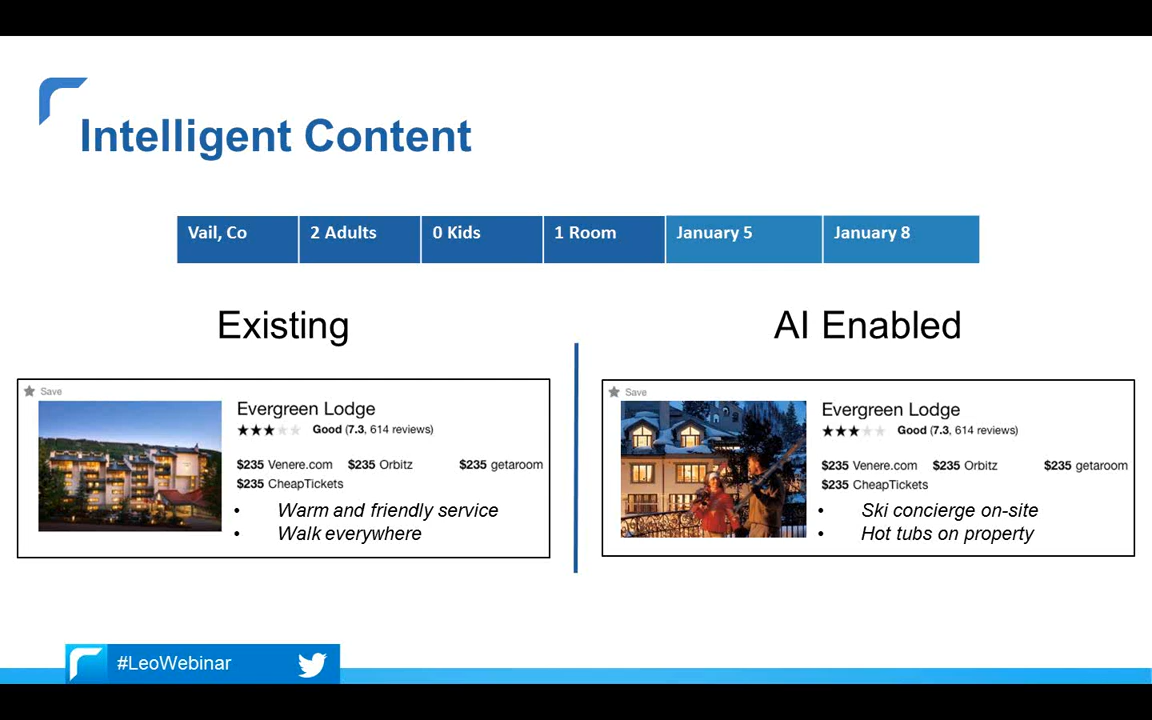 Intelligent Content
Vail, Co 2 Adults 0 Kids 1 Room January 5 January 8
Existing
AI Enabled
Save
Evergreen Lodge
Good (7.3, 614 reviews)
$235 Venere.com $235 Orbitz $235 getaroom
$235 CheapTickets
• Warm and friendly service
• Walk everywhere
Save
Evergreen Lodge
Good (7.3, 614 reviews)
$235 Venere.com $235 Orbitz $235 getaroom
$235 CheapTickets
• Ski concierge on-site
• Hot tubs on property
#LeoWebinar